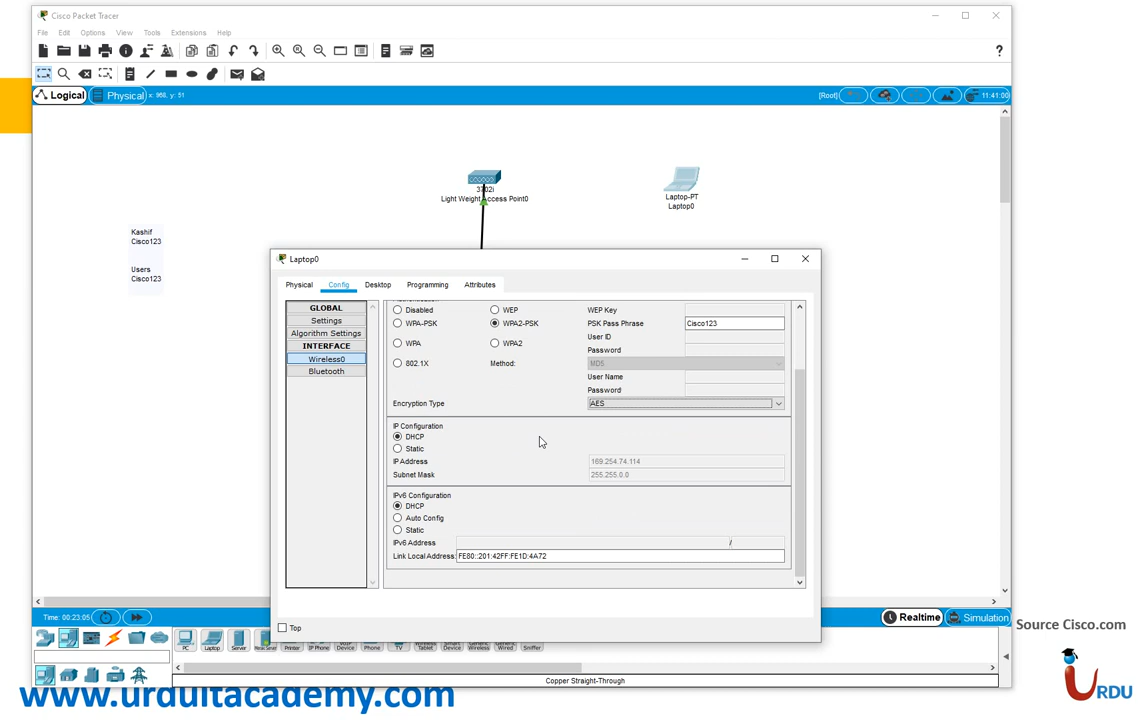 Cisco Packet Tracer
File Edit Options View Tools Extensions Help
Logical Physical x: 968, y: 51 [Root] 11:41:00
3702i
Light Weight Access Point0
Laptop-PT
Laptop0
Kashif
Cisco123
Users
Cisco123
Laptop0
Physical Config Desktop Programming Attributes
GLOBAL
Settings
Algorithm Settings
INTERFACE
Wireless0
Bluetooth
Disabled WEP WEP Key
WPA-PSK WPA2-PSK PSK Pass Phrase Cisco123
User ID
WPA WPA2 Password
802.1X Method: MD5
User Name
Password
Encryption Type AES
IP Configuration
DHCP
Static
IP Address 169.254.74.114
Subnet Mask 255.255.0.0
IPv6 Configuration
DHCP
Auto Config
Static
IPv6 Address /
Link Local Address: FE80::201:42FF:FE1D:4A72
Top
Time: 00:23:05 Realtime Simulation
PC Laptop Server Printer IP Phone Device Phone TV Tablet Device Wireless Wired Sniffer
Copper Straight-Through
Source Cisco.com
www.urduitacademy.com
URDU